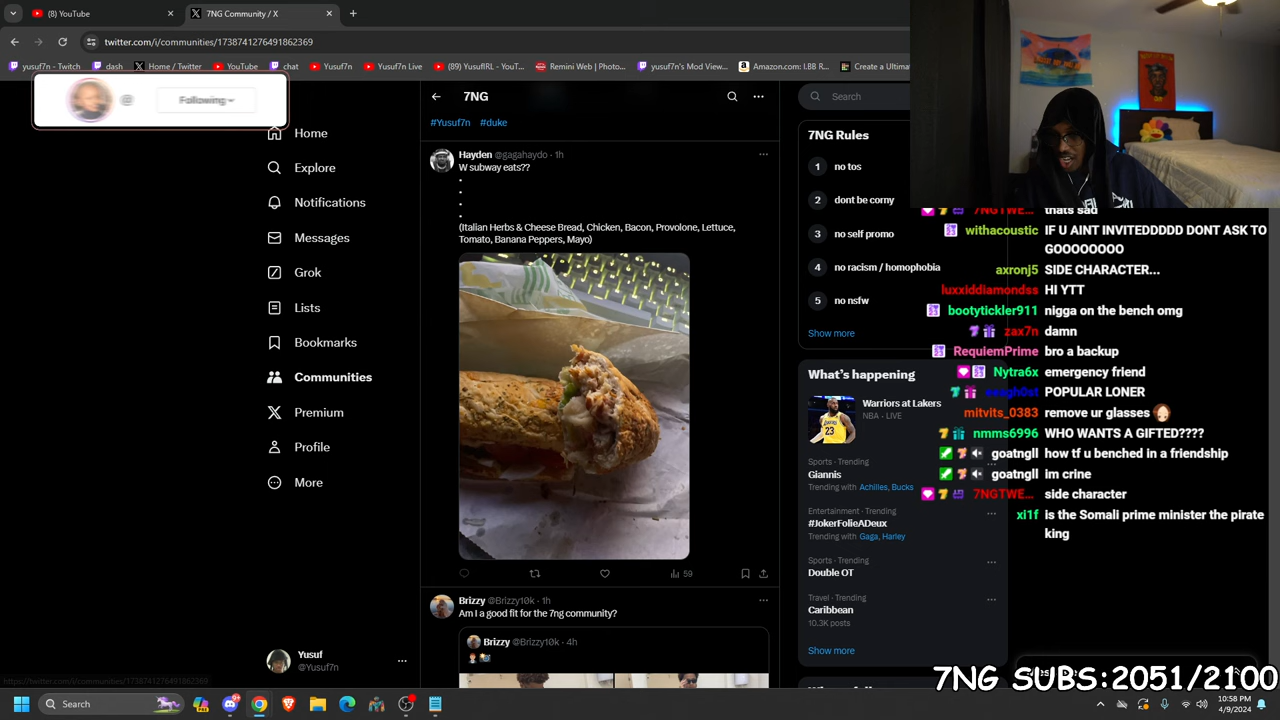 (8) YouTube
7NG Community / X
twitter.com/i/communities/1738741276491862369
yusuf7n - Twitch
dash
Home / Twitter
YouTube
chat
Yusuf7n
Yusuf7n Live
(89) YusufIRL - YouT...
Remini Web | Photo...
yusuf7n's Mod View...
Amazon.com: LBB R...
Create a Ultima
@
Following
Home
Explore
Notifications
Messages
Grok
Lists
Bookmarks
Communities
Premium
Profile
More
Yusuf
@Yusuf7n
https://twitter.com/i/communities/1738741276491862369
7NG
#Yusuf7n #duke
Hayden @gagahaydo · 1h
W subway eats??
.
.
.
.
(Italian Herbs & Cheese Bread, Chicken, Bacon, Provolone, Lettuce,
Tomato, Banana Peppers, Mayo)
59
Brizzy @Brizzy10k · 1h
Am I a good fit for the 7ng community?
Brizzy @Brizzy10k · 4h
Search
7NG Rules
1 no tos
2 dont be corny
3 no self promo
4 no racism / homophobia
5 no nsfw
Show more
What's happening
Warriors at Lakers
NBA · LIVE
Sports · Trending
Giannis
Trending with Achilles, Bucks
Entertainment · Trending
#JokerFolieADeux
Trending with Gaga, Harley
Sports · Trending
Double OT
Travel · Trending
Caribbean
10.3K posts
Show more
7NGTWE... thats sad
withacoustic IF U AINT INVITEDDDDD DONT ASK TO
GOOOOOOOO
axronj5 SIDE CHARACTER...
luxxiddiamondss HI YTT
bootytickler911 nigga on the bench omg
zax7n damn
RequiemPrime bro a backup
Nytra6x emergency friend
POPULAR LONER
mitvits_0383 remove ur glasses
nmms6996 WHO WANTS A GIFTED????
goatngll how tf u benched in a friendship
goatngll im crine
7NGTWE... side character
xi1f is the Somali prime minister the pirate
king
7NG SUBS:2051/2100
Search
10:58 PM
4/9/2024